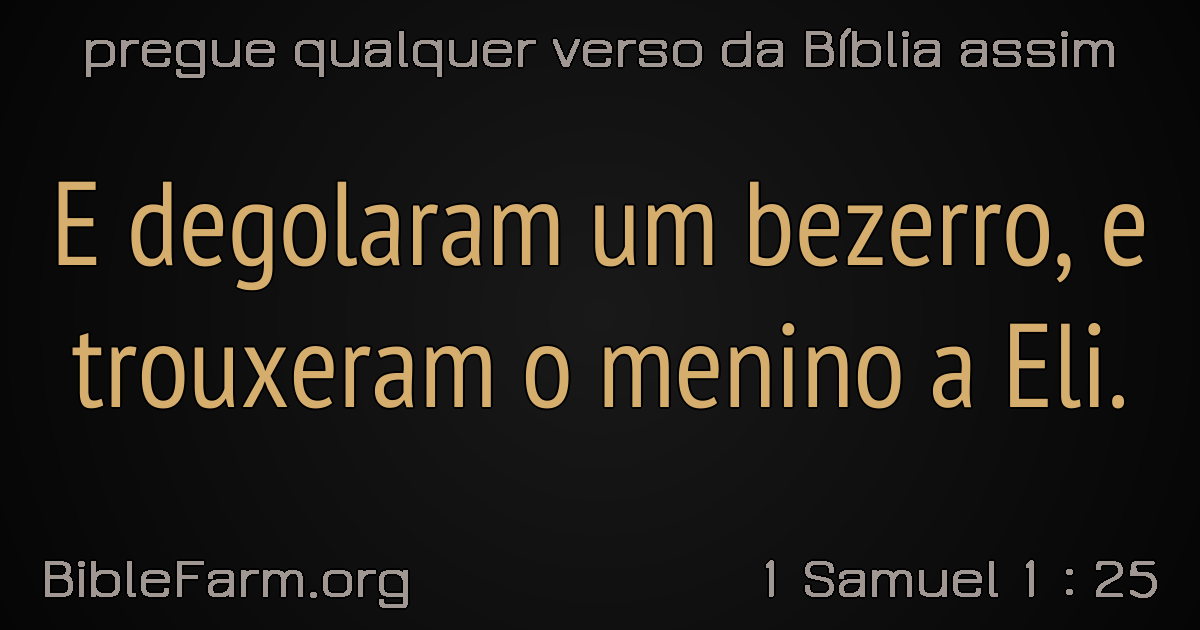 pregue qualquer verso da Bíblia assim
E degolaram um bezerro, e
trouxeram o menino a Eli.
BibleFarm.org
1 Samuel 1 : 25